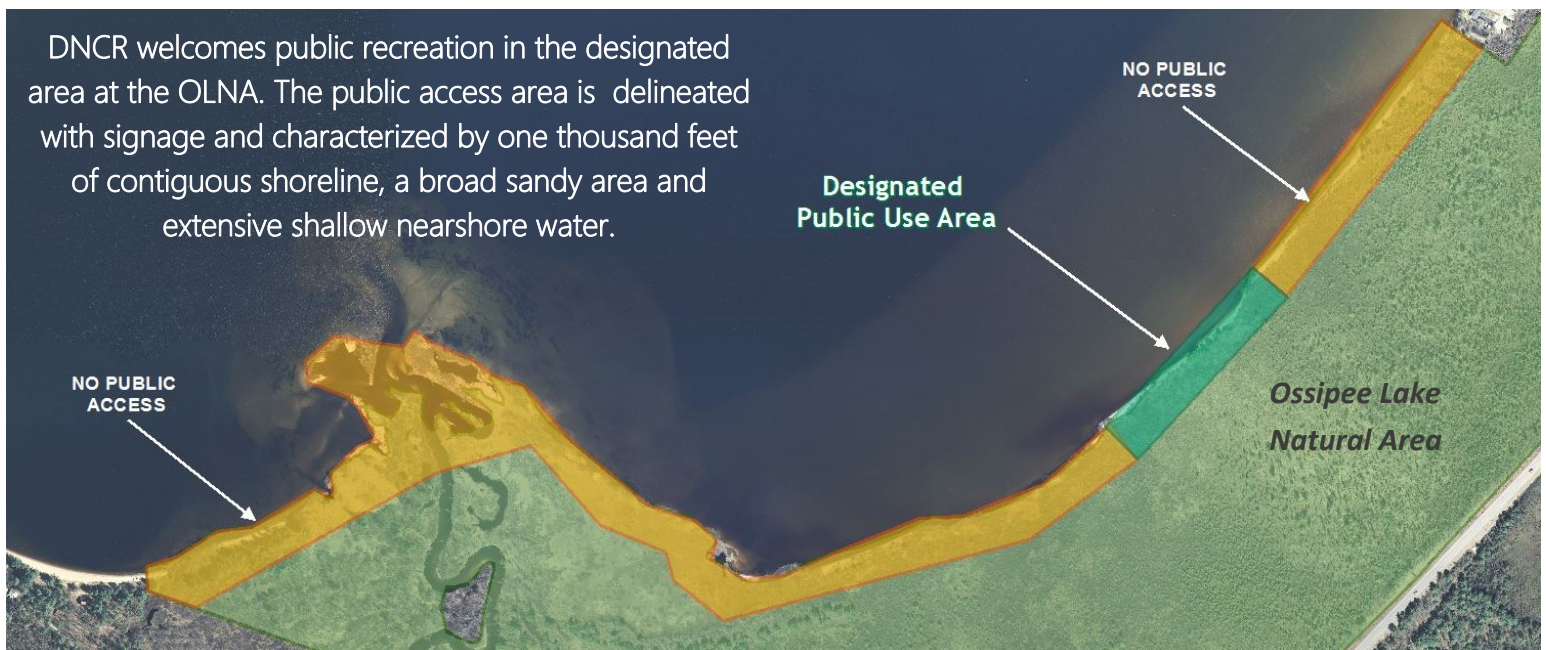 DNCR welcomes public recreation in the designated
area at the OLNA. The public access area is delineated
with signage and characterized by one thousand feet
of contiguous shoreline, a broad sandy area and
extensive shallow nearshore water.
NO PUBLIC
ACCESS
Designated
Public Use Area
NO PUBLIC
ACCESS
Ossipee Lake
Natural Area